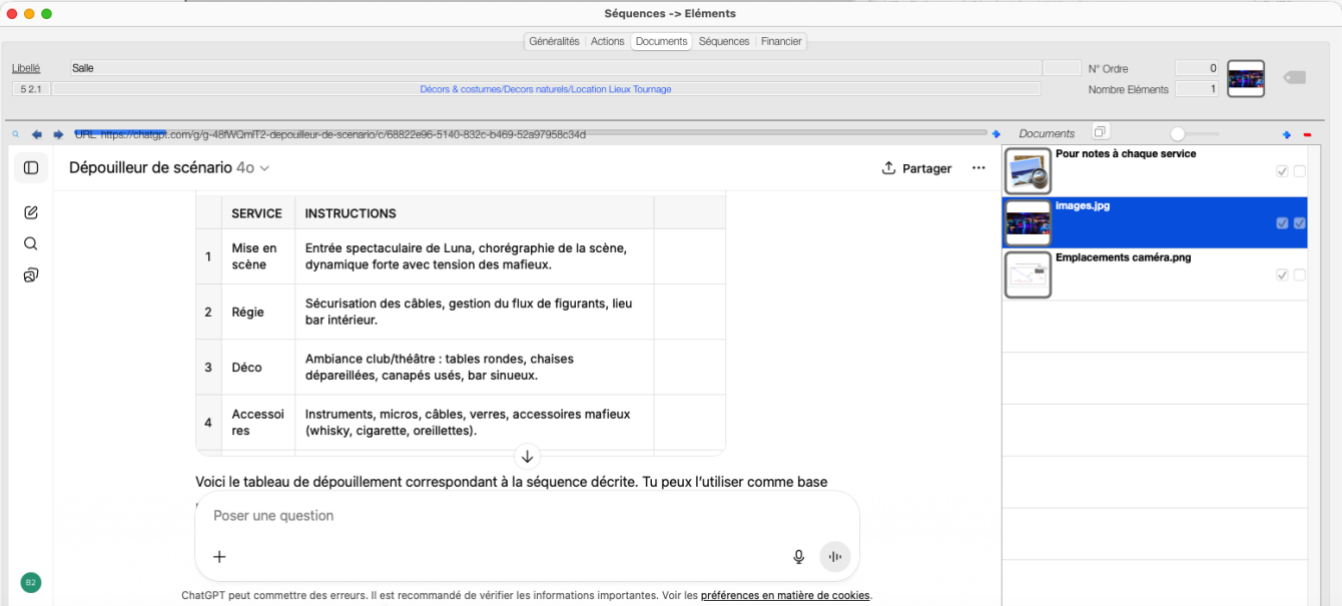 Séquences -> Eléments
Généralités Actions Documents Séquences Financier
Libellé Salle N° Ordre 0
5 2.1 Décors & costumes/Decors naturels/Location Lieux Tournage Nombre Eléments 1
URL https://chatgpt.com/g/g-48fWQmiT2-depouilleur-de-scenario/c/68822e96-5140-832c-b469-52a97958c34d Documents
Dépouilleur de scénario 4o Partager ...
SERVICE INSTRUCTIONS
1 Mise en scène Entrée spectaculaire de Luna, chorégraphie de la scène,
dynamique forte avec tension des mafieux.
2 Régie Sécurisation des câbles, gestion du flux de figurants, lieu
bar intérieur.
3 Déco Ambiance club/théâtre : tables rondes, chaises
dépareillées, canapés usés, bar sinueux.
4 Accessoires Instruments, micros, câbles, verres, accessoires mafieux
(whisky, cigarette, oreillettes).
Voici le tableau de dépouillement correspondant à la séquence décrite. Tu peux l'utiliser comme base
Poser une question
B2
ChatGPT peut commettre des erreurs. Il est recommandé de vérifier les informations importantes. Voir les préférences en matière de cookies.
Pour notes à chaque service
images.jpg
Emplacements caméra.png